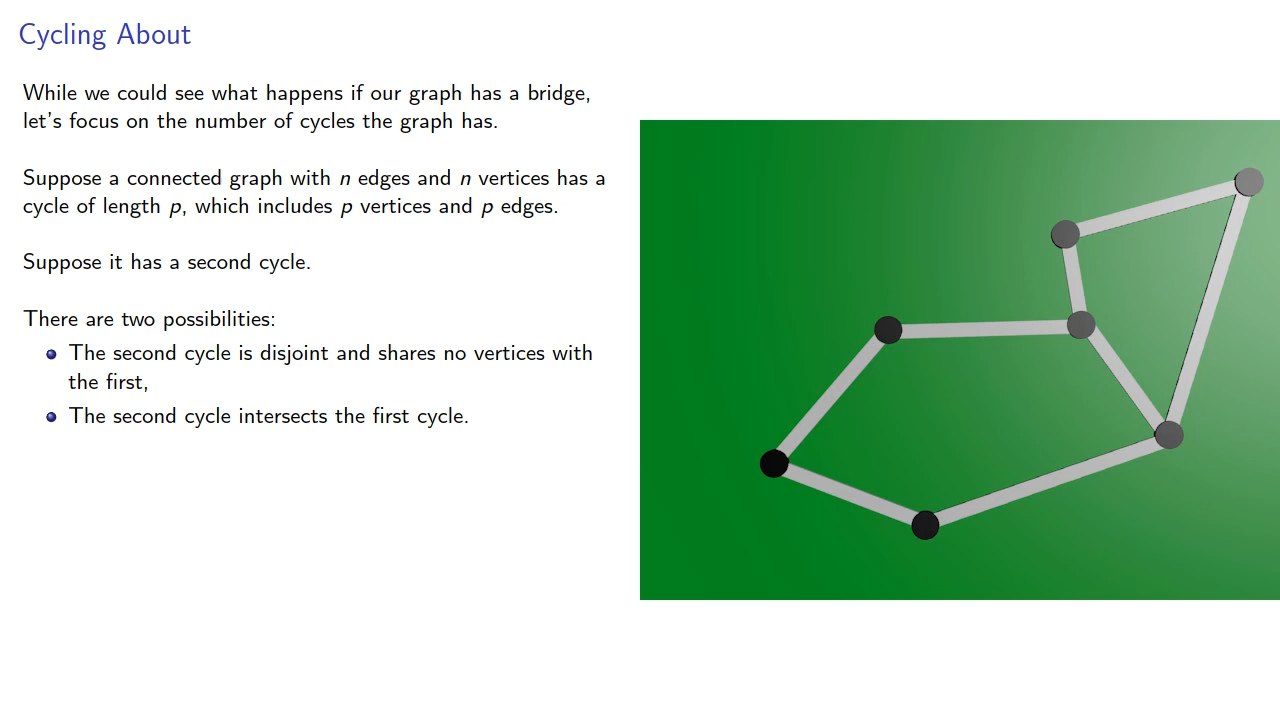 Cycling About
While we could see what happens if our graph has a bridge,
let's focus on the number of cycles the graph has.
Suppose a connected graph with n edges and n vertices has a
cycle of length p, which includes p vertices and p edges.
Suppose it has a second cycle.
There are two possibilities:
The second cycle is disjoint and shares no vertices with
the first,
The second cycle intersects the first cycle.